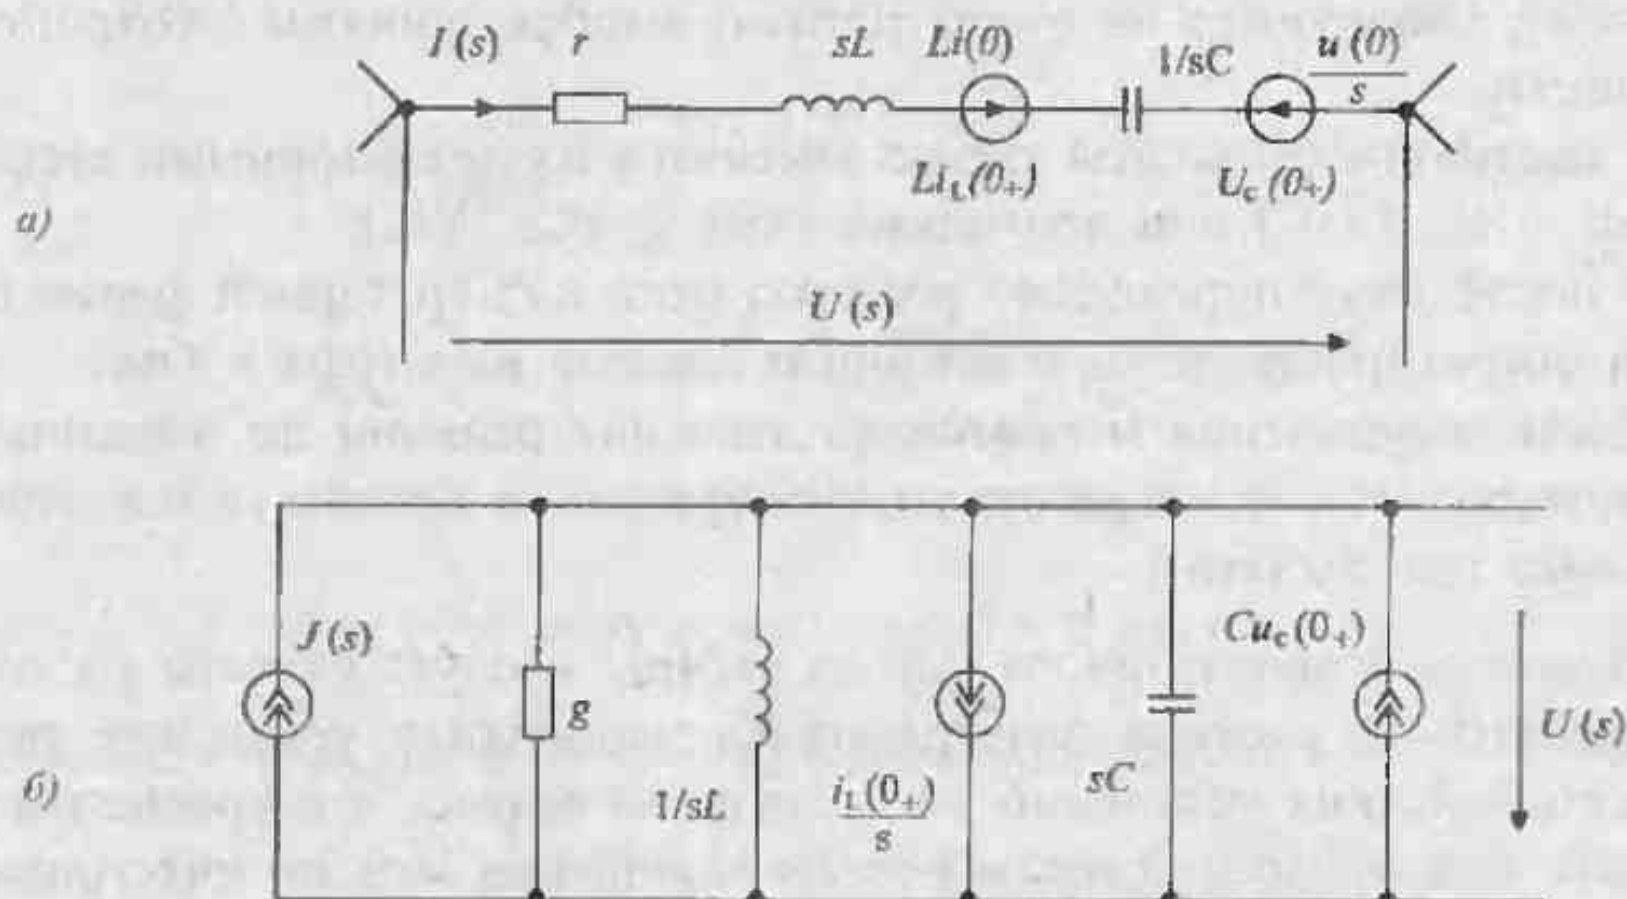 I(s) r sL Li(0) 1/sC u(0)/s
Li_L(0₊) U_c(0₊)
а)
U(s)
J(s) Cu_c(0₊)
g U(s)
б) 1/sL i_L(0₊)/s sC